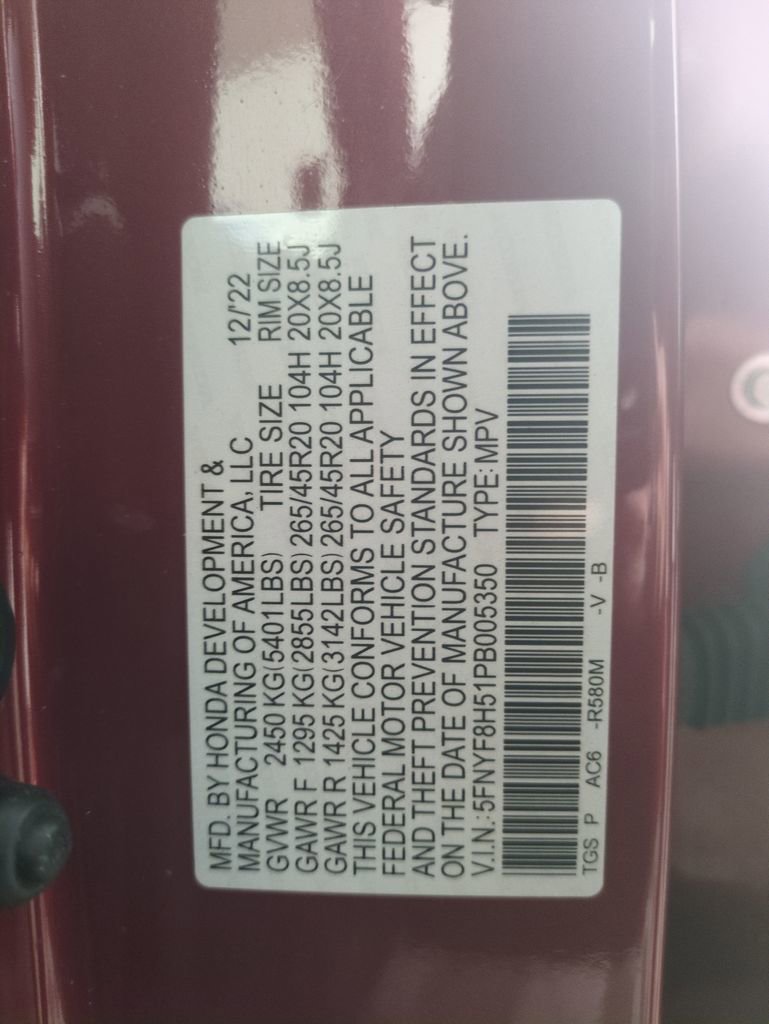 MFD. BY HONDA DEVELOPMENT &
MANUFACTURING OF AMERICA, LLC 12/'22
GVWR 2450 KG(5401LBS) TIRE SIZE RIM SIZE
GAWR F 1295 KG(2855LBS) 265/45R20 104H 20X8.5J
GAWR R 1425 KG(3142LBS) 265/45R20 104H 20X8.5J
THIS VEHICLE CONFORMS TO ALL APPLICABLE
FEDERAL MOTOR VEHICLE SAFETY
AND THEFT PREVENTION STANDARDS IN EFFECT
ON THE DATE OF MANUFACTURE SHOWN ABOVE.
V.I.N.: 5FNYF8H51PB005350 TYPE: MPV
TGS P AC6 -R580M -V -B